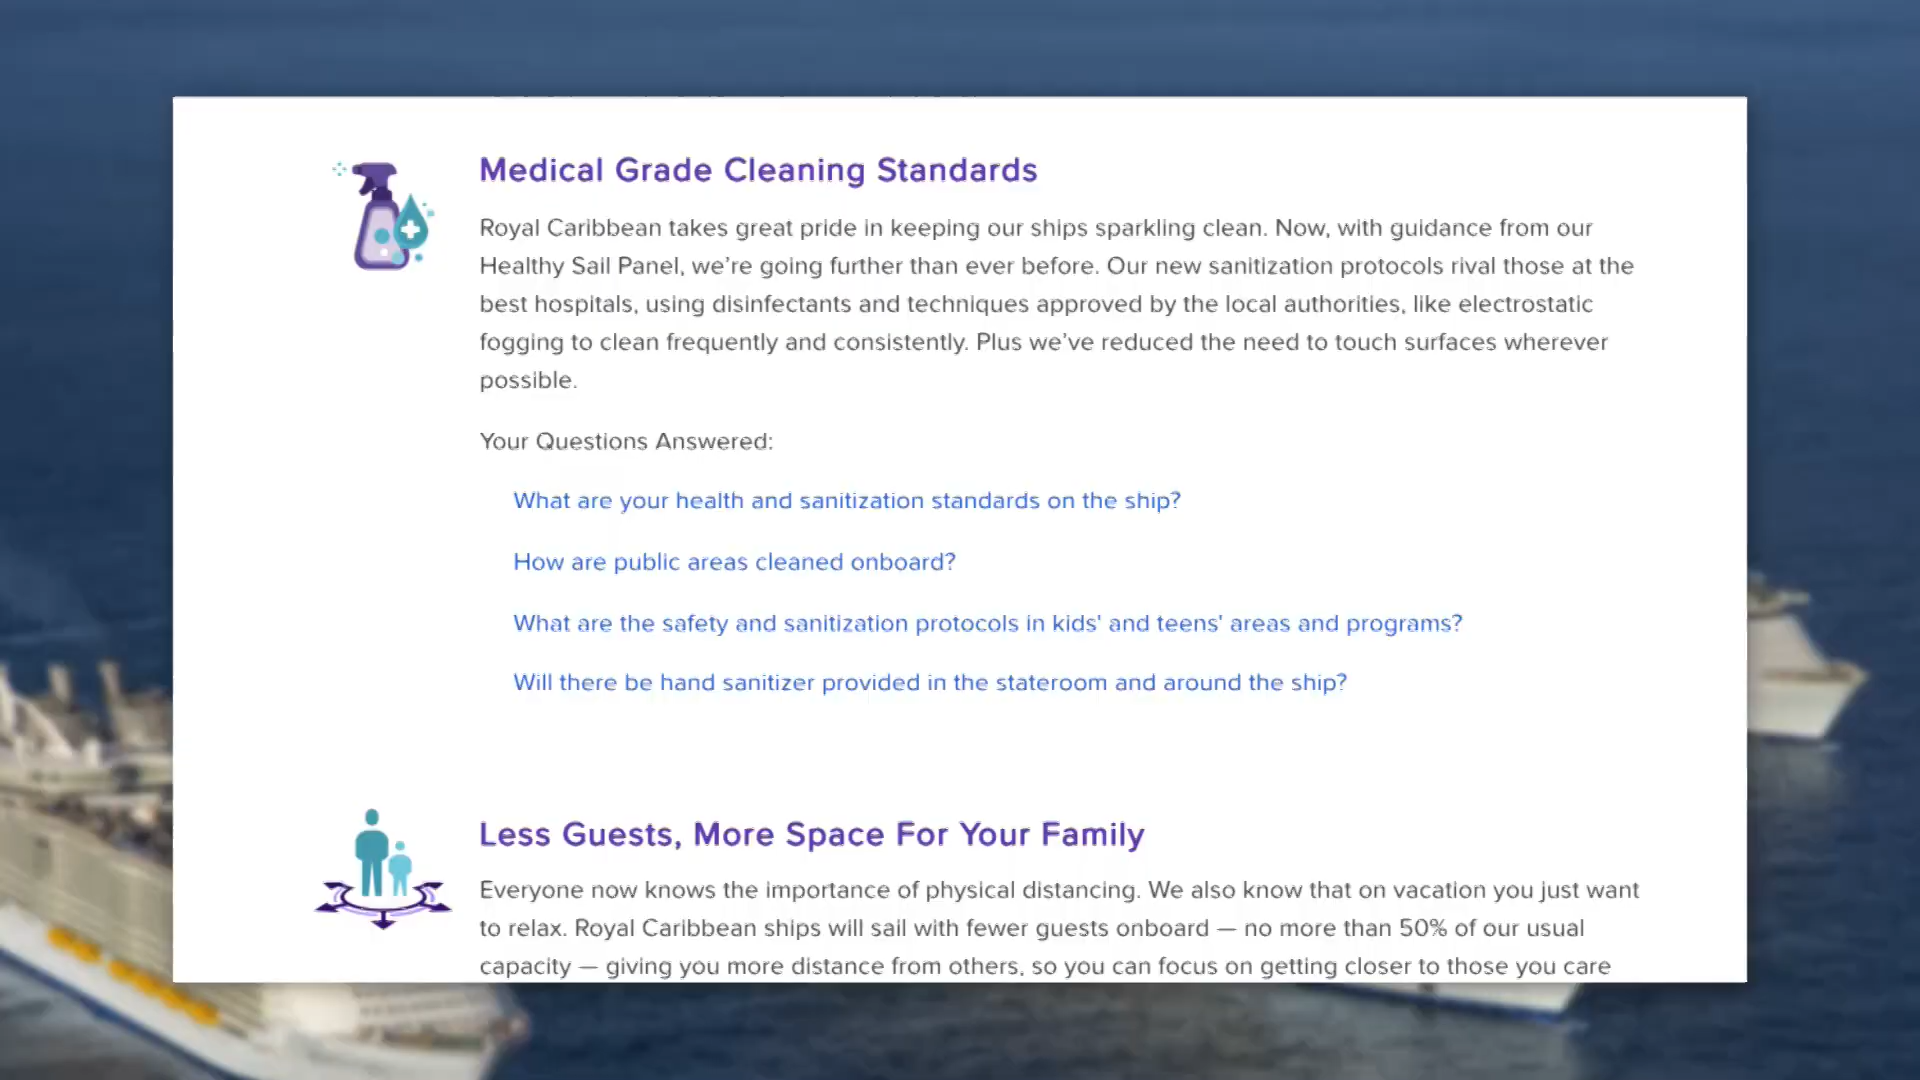 Medical Grade Cleaning Standards
Royal Caribbean takes great pride in keeping our ships sparkling clean. Now, with guidance from our
Healthy Sail Panel, we’re going further than ever before. Our new sanitization protocols rival those at the
best hospitals, using disinfectants and techniques approved by the local authorities, like electrostatic
fogging to clean frequently and consistently. Plus we’ve reduced the need to touch surfaces wherever
possible.
Your Questions Answered:
What are your health and sanitization standards on the ship?
How are public areas cleaned onboard?
What are the safety and sanitization protocols in kids' and teens' areas and programs?
Will there be hand sanitizer provided in the stateroom and around the ship?
Less Guests, More Space For Your Family
Everyone now knows the importance of physical distancing. We also know that on vacation you just want
to relax. Royal Caribbean ships will sail with fewer guests onboard — no more than 50% of our usual
capacity — giving you more distance from others, so you can focus on getting closer to those you care